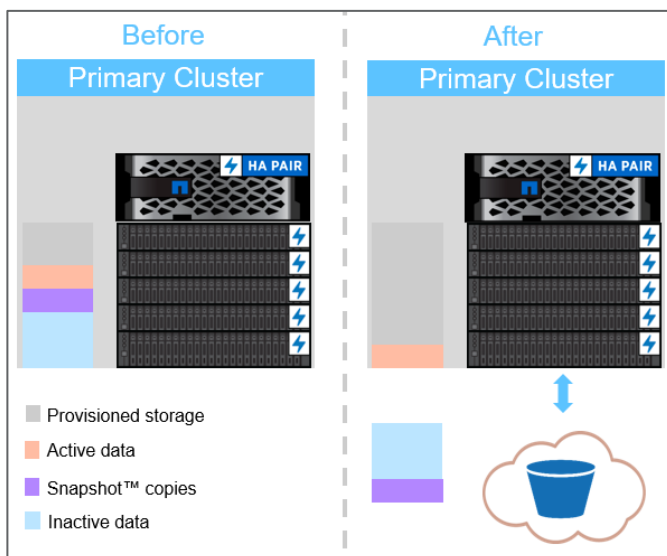 Before
Primary Cluster
HA PAIR
Provisioned storage
Active data
Snapshot™ copies
Inactive data
After
Primary Cluster
HA PAIR